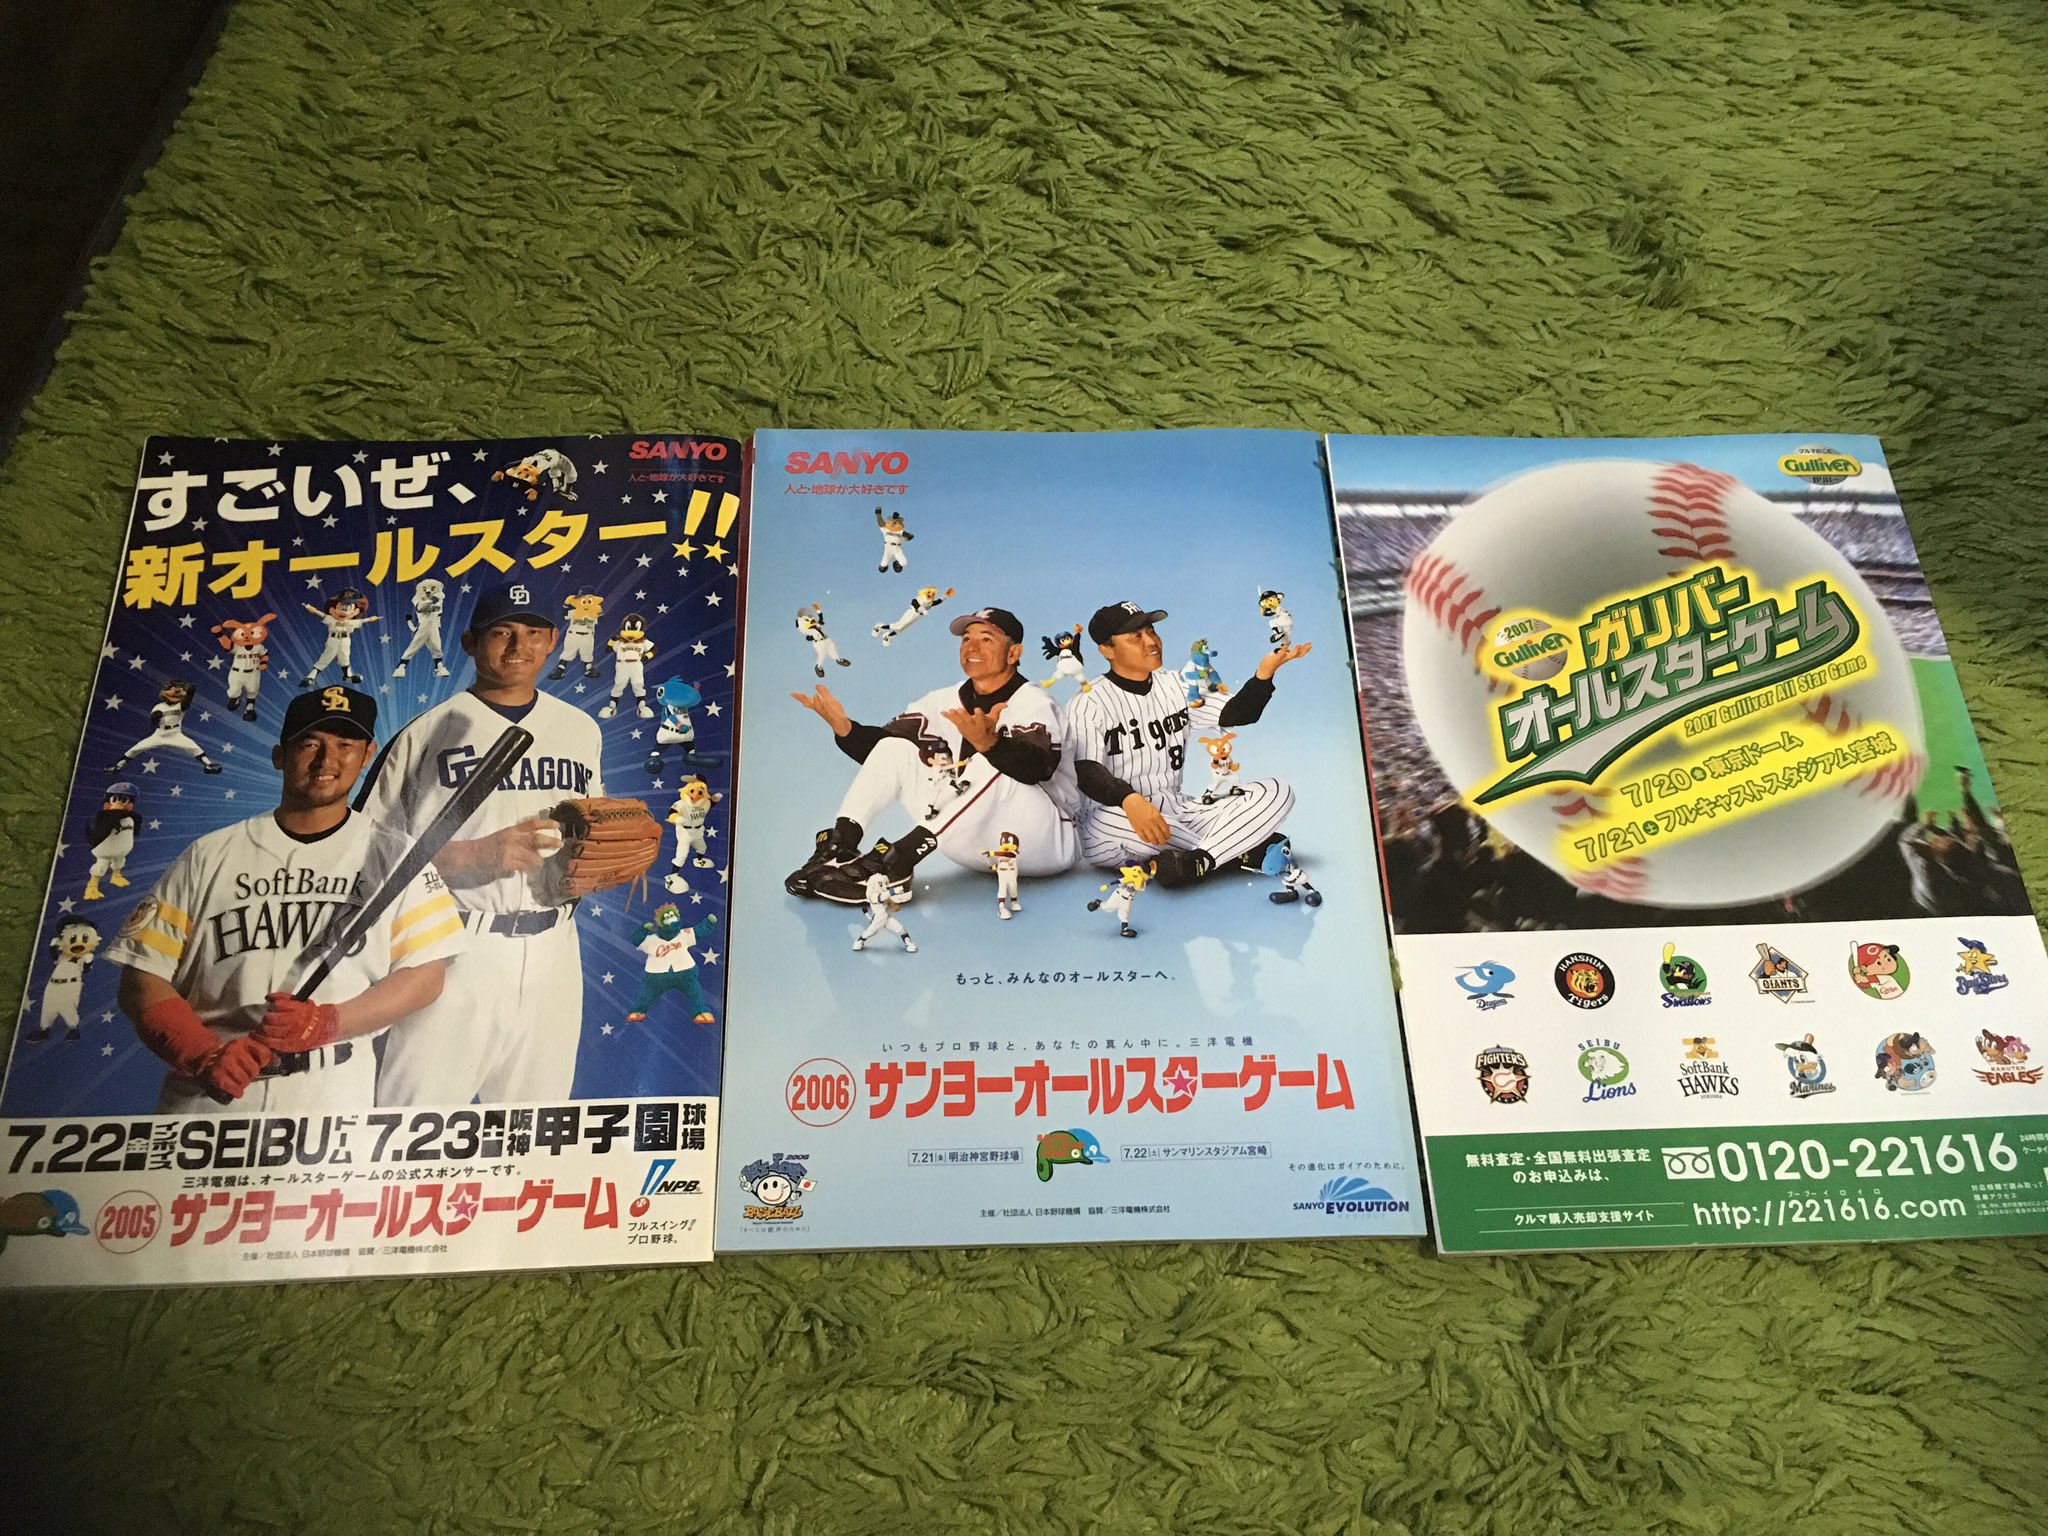 SANYO
人と・地球が大好きです
すごいぜ、
新オールスター!!
SoftBank
HAWKS
DRAGONS
Carp
7.22金インボイスSEIBUドーム 7.23土阪神甲子園球場
三洋電機は、オールスターゲームの公式スポンサーです。
2005 サンヨーオールスターゲーム
NPB
フルスイング!!
プロ野球。
主催/社団法人 日本野球機構 協賛/三洋電機株式会社
SANYO
人と・地球が大好きです
Tigers
8
もっと、みんなのオールスターへ。
いつもプロ野球と、あなたの真ん中に。三洋電機
2006 サンヨーオールスターゲーム
7.21金 明治神宮野球場
7.22土 サンマリンスタジアム宮崎
BASEBALL
その進化はガイアのために。
SANYO EVOLUTION
主催/社団法人 日本野球機構 協賛/三洋電機株式会社
クルマのこと
Gulliver
2007
Gulliver
ガリバー
オールスターゲーム
2007 Gulliver All Star Game
7/20金 東京ドーム
7/21土 フルキャストスタジアム宮城
Dragons
HANSHIN Tigers
Swallows
GIANTS
Carp
BayStars
FIGHTERS
SEIBU Lions
SoftBank HAWKS
Marines
RAKUTEN EAGLES
無料査定・全国無料出張査定
のお申込みは、
0120-221616
クルマ購入売却支援サイト
http://221616.com